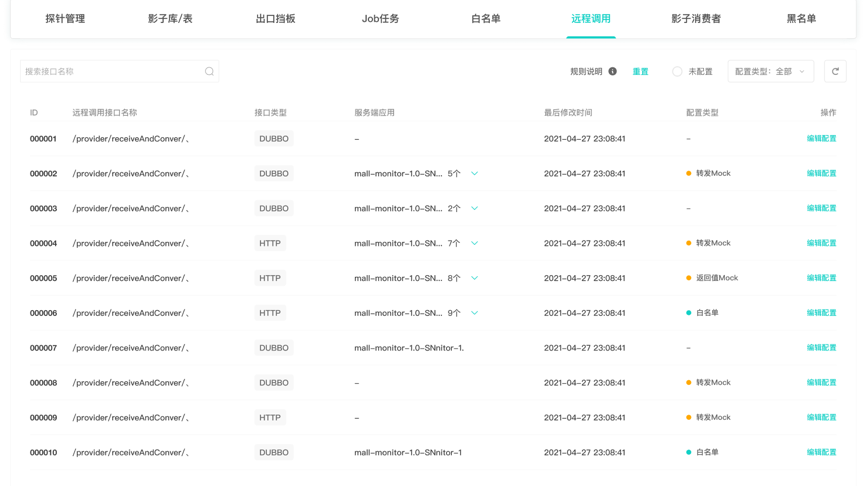 探针管理 影子库/表 出口挡板 Job任务 白名单 远程调用 影子消费者 黑名单
搜索接口名称 规则说明 重置 未配置 配置类型: 全部
ID 远程调用接口名称 接口类型 服务端应用 最后修改时间 配置类型 操作
000001 /provider/receiveAndConver/、 DUBBO – 2021-04-27 23:08:41 – 编辑配置
000002 /provider/receiveAndConver/、 DUBBO mall-monitor-1.0-SN... 5个 2021-04-27 23:08:41 转发Mock 编辑配置
000003 /provider/receiveAndConver/、 DUBBO mall-monitor-1.0-SN... 2个 2021-04-27 23:08:41 – 编辑配置
000004 /provider/receiveAndConver/、 HTTP mall-monitor-1.0-SN... 7个 2021-04-27 23:08:41 转发Mock 编辑配置
000005 /provider/receiveAndConver/、 HTTP mall-monitor-1.0-SN... 8个 2021-04-27 23:08:41 返回值Mock 编辑配置
000006 /provider/receiveAndConver/、 HTTP mall-monitor-1.0-SN... 9个 2021-04-27 23:08:41 白名单 编辑配置
000007 /provider/receiveAndConver/、 DUBBO mall-monitor-1.0-SNnitor-1. 2021-04-27 23:08:41 – 编辑配置
000008 /provider/receiveAndConver/、 DUBBO – 2021-04-27 23:08:41 转发Mock 编辑配置
000009 /provider/receiveAndConver/、 HTTP – 2021-04-27 23:08:41 转发Mock 编辑配置
000010 /provider/receiveAndConver/、 DUBBO mall-monitor-1.0-SNnitor-1 2021-04-27 23:08:41 白名单 编辑配置